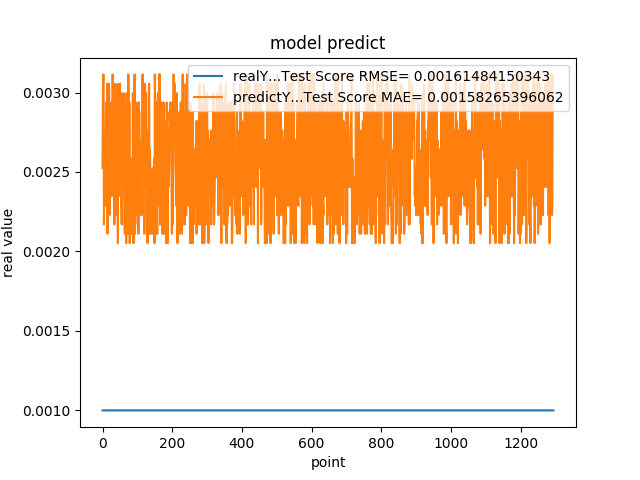 model predict
realY...Test Score RMSE= 0.00161484150343
predictY...Test Score MAE= 0.00158265396062
0.0030
0.0025
0.0020
0.0015
0.0010
real value
0 200 400 600 800 1000 1200
point